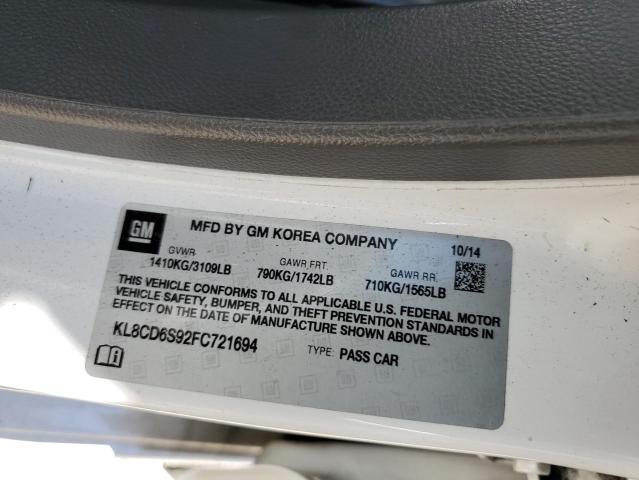 GM
MFD BY GM KOREA COMPANY 10/14
GVWR GAWR FRT GAWR RR
1410KG/3109LB 790KG/1742LB 710KG/1565LB
THIS VEHICLE CONFORMS TO ALL APPLICABLE U.S. FEDERAL MOTOR
VEHICLE SAFETY, BUMPER, AND THEFT PREVENTION STANDARDS IN
EFFECT ON THE DATE OF MANUFACTURE SHOWN ABOVE.
KL8CD6S92FC721694 TYPE: PASS CAR